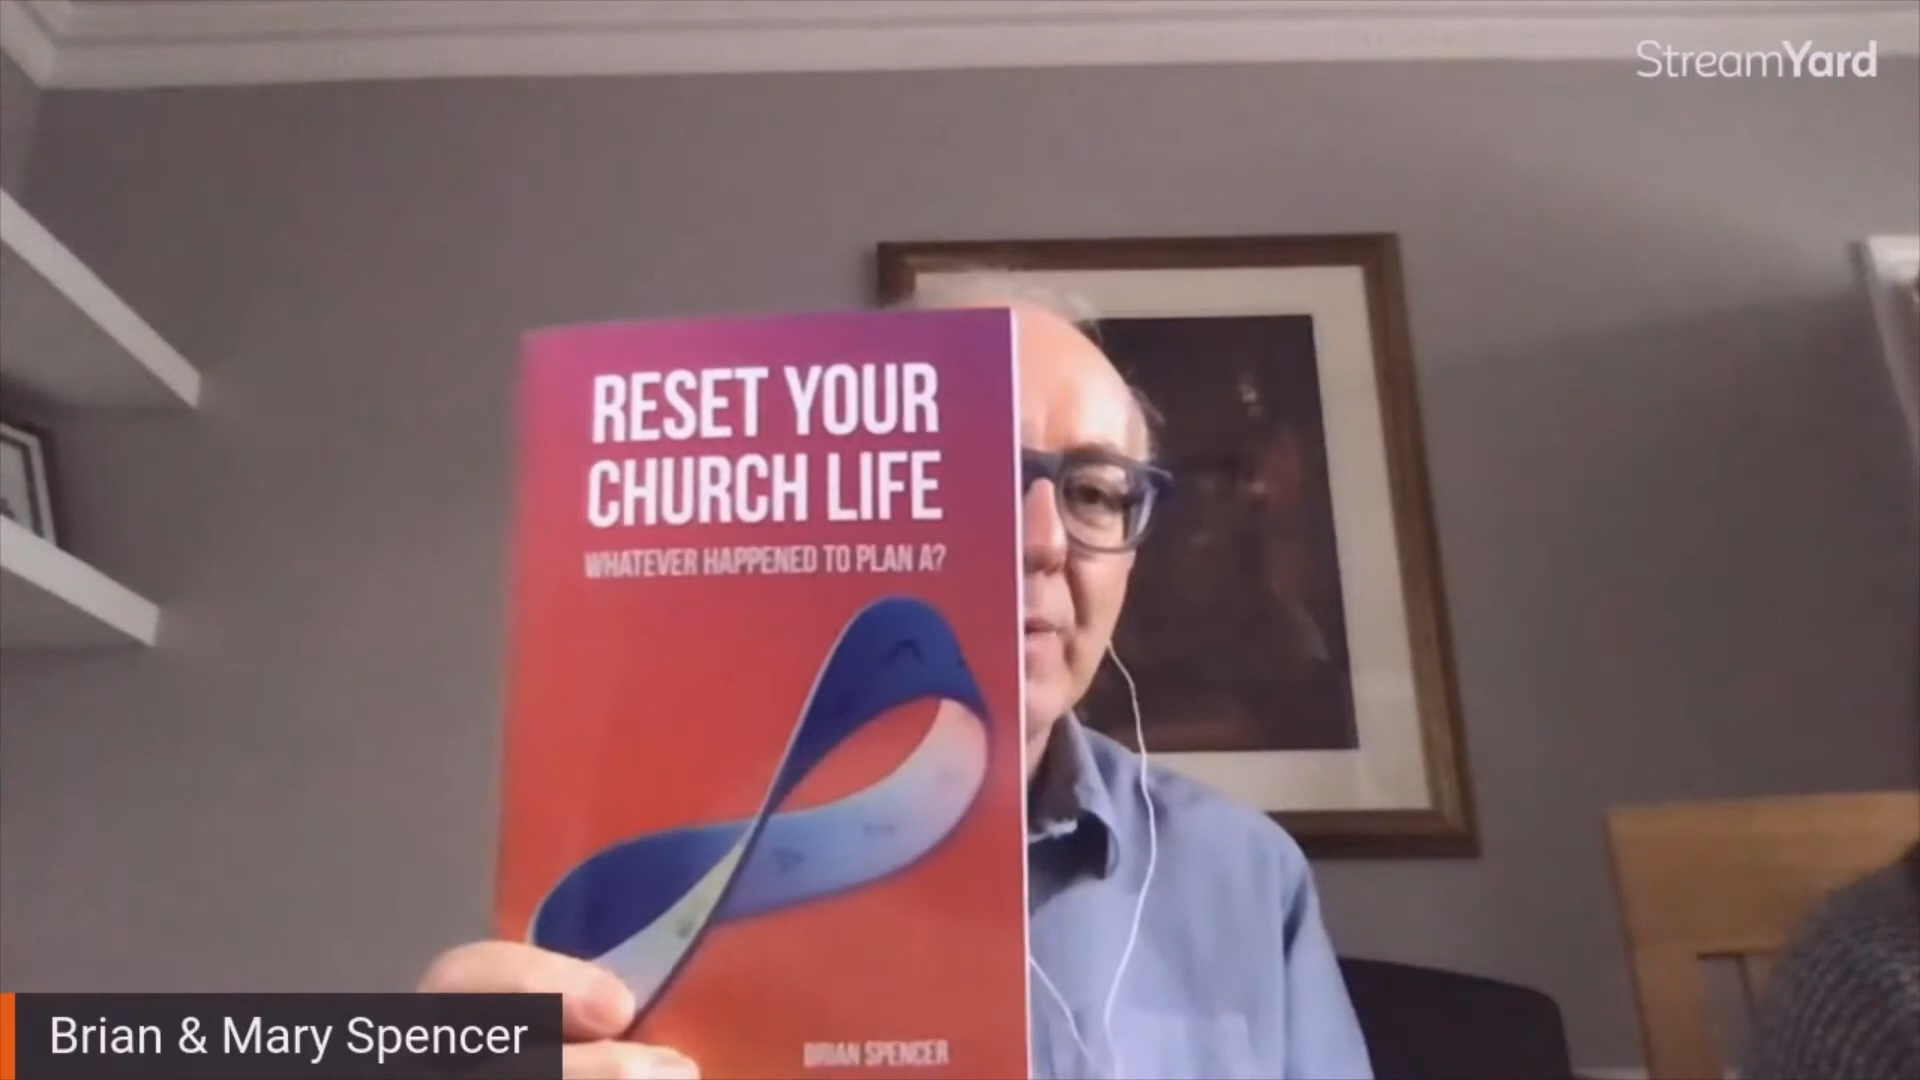 StreamYard
RESET YOUR
CHURCH LIFE
WHATEVER HAPPENED TO PLAN A?
BRIAN SPENCER
Brian & Mary Spencer